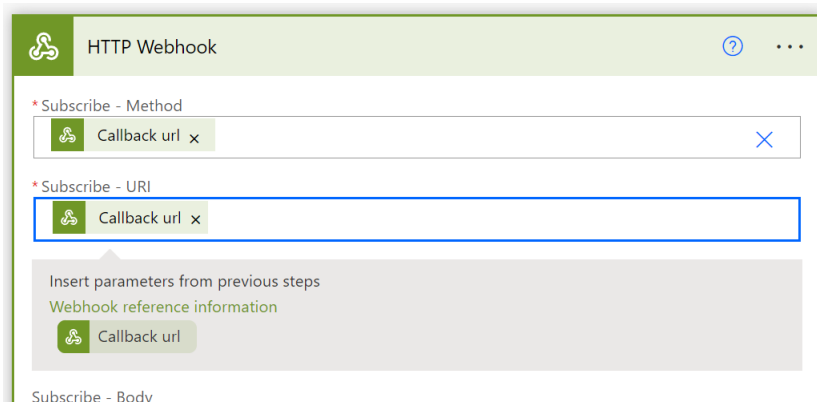 HTTP Webhook
* Subscribe - Method
Callback url ×
* Subscribe - URI
Callback url ×
Insert parameters from previous steps
Webhook reference information
Callback url
Subscribe - Body